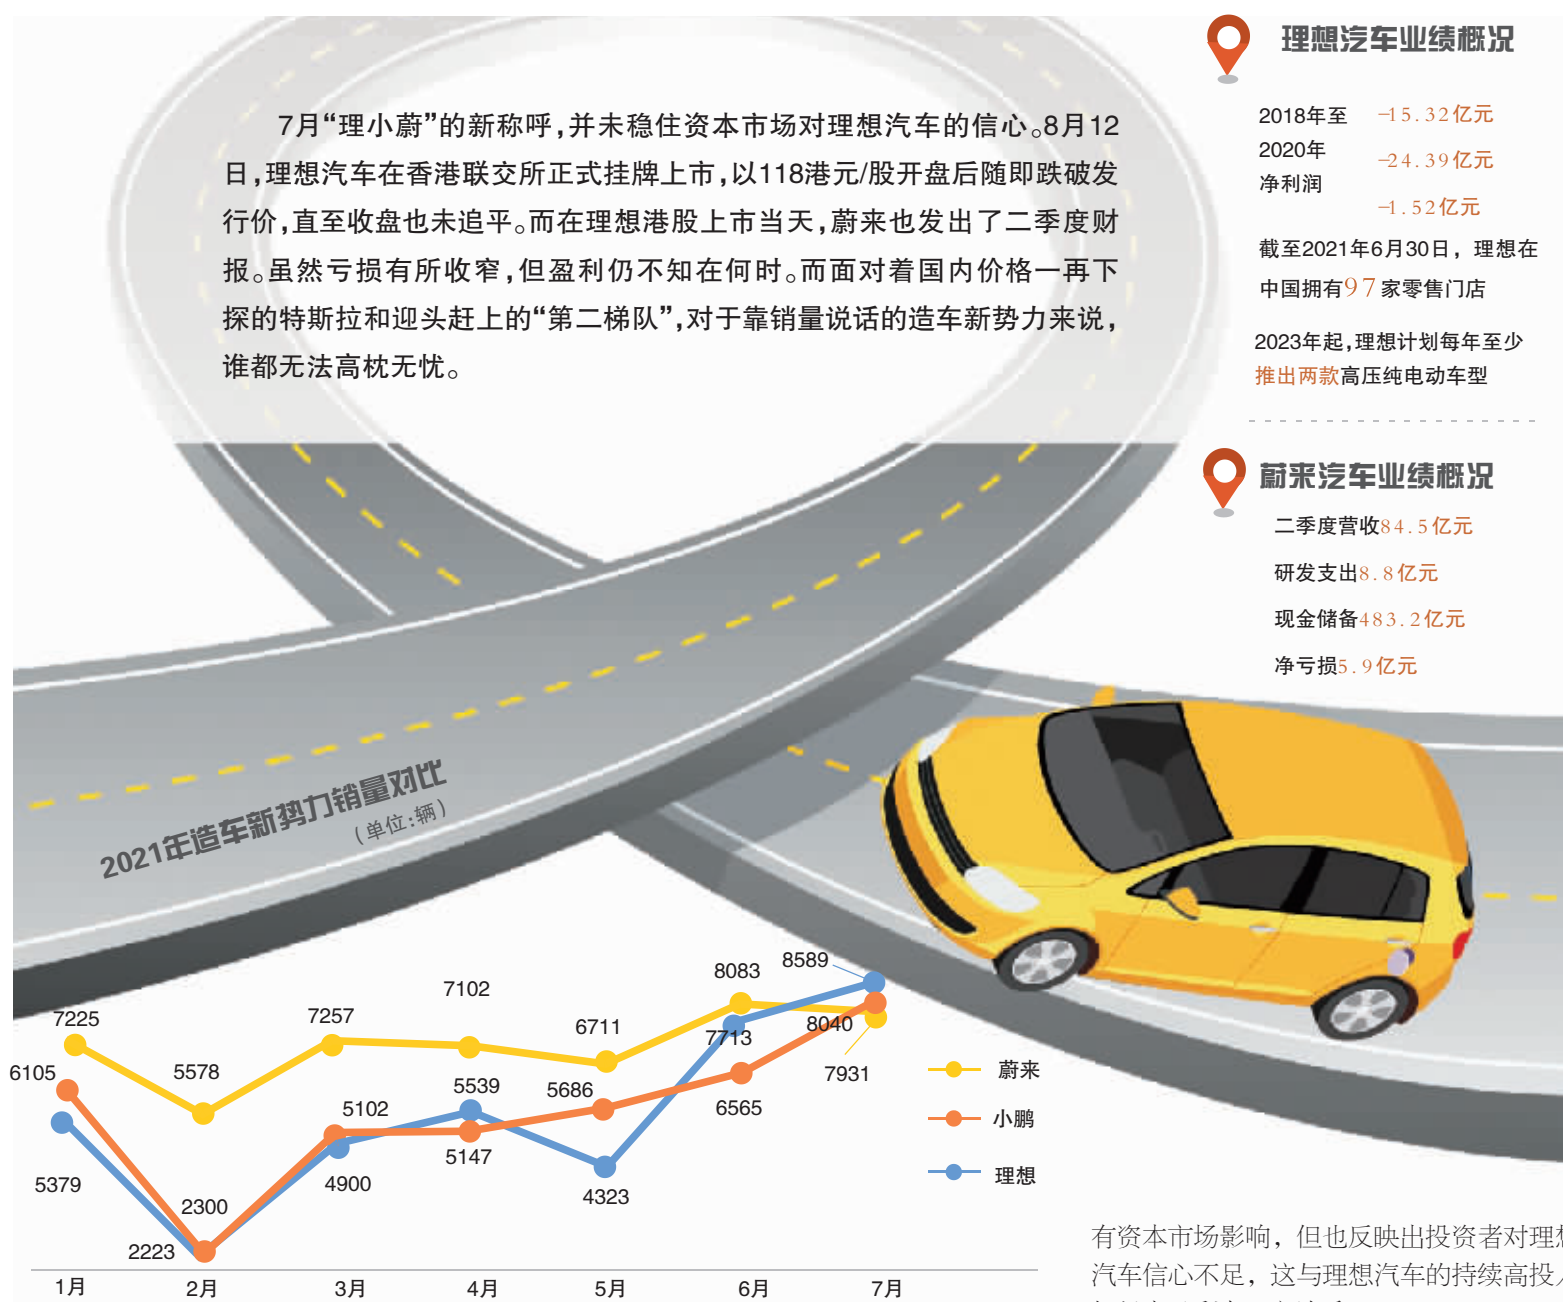 7月“理小蔚”的新称呼,并未稳住资本市场对理想汽车的信心。8月12
日,理想汽车在香港联交所正式挂牌上市,以118港元/股开盘后随即跌破发
行价,直至收盘也未追平。而在理想港股上市当天,蔚来也发出了二季度财
报。虽然亏损有所收窄,但盈利仍不知在何时。而面对着国内价格一再下
探的特斯拉和迎头赶上的“第二梯队”,对于靠销量说话的造车新势力来说,
谁都无法高枕无忧。
理想汽车业绩概况
2018年至
2020年
净利润
-15.32亿元
-24.39亿元
-1.52亿元
截至2021年6月30日，理想在
中国拥有97家零售门店
2023年起,理想计划每年至少
推出两款高压纯电动车型
蔚来汽车业绩概况
二季度营收84.5亿元
研发支出8.8亿元
现金储备483.2亿元
净亏损5.9亿元
2021年造车新势力销量对比
(单位:辆)
7225
5578
7257
7102
6711
8083
7931
6105
2300
5102
5147
5686
6565
8040
5379
2223
4900
5539
4323
7713
8589
蔚来
小鹏
理想
1月
2月
3月
4月
5月
6月
7月
有资本市场影响，但也反映出投资者对理想
汽车信心不足，这与理想汽车的持续高投